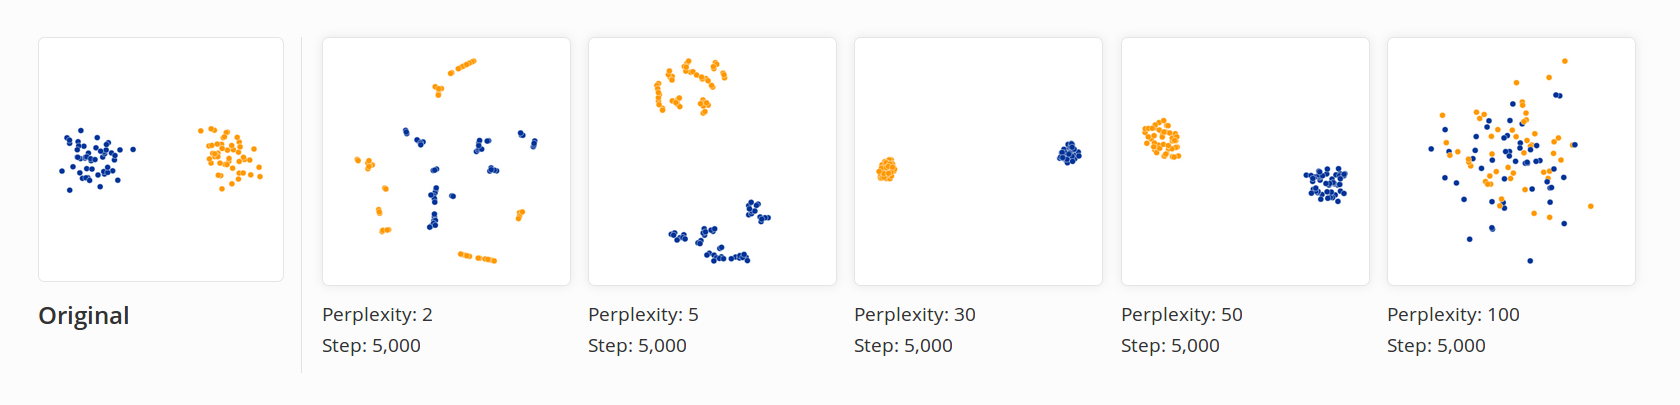 Original
Perplexity: 2
Step: 5,000
Perplexity: 5
Step: 5,000
Perplexity: 30
Step: 5,000
Perplexity: 50
Step: 5,000
Perplexity: 100
Step: 5,000